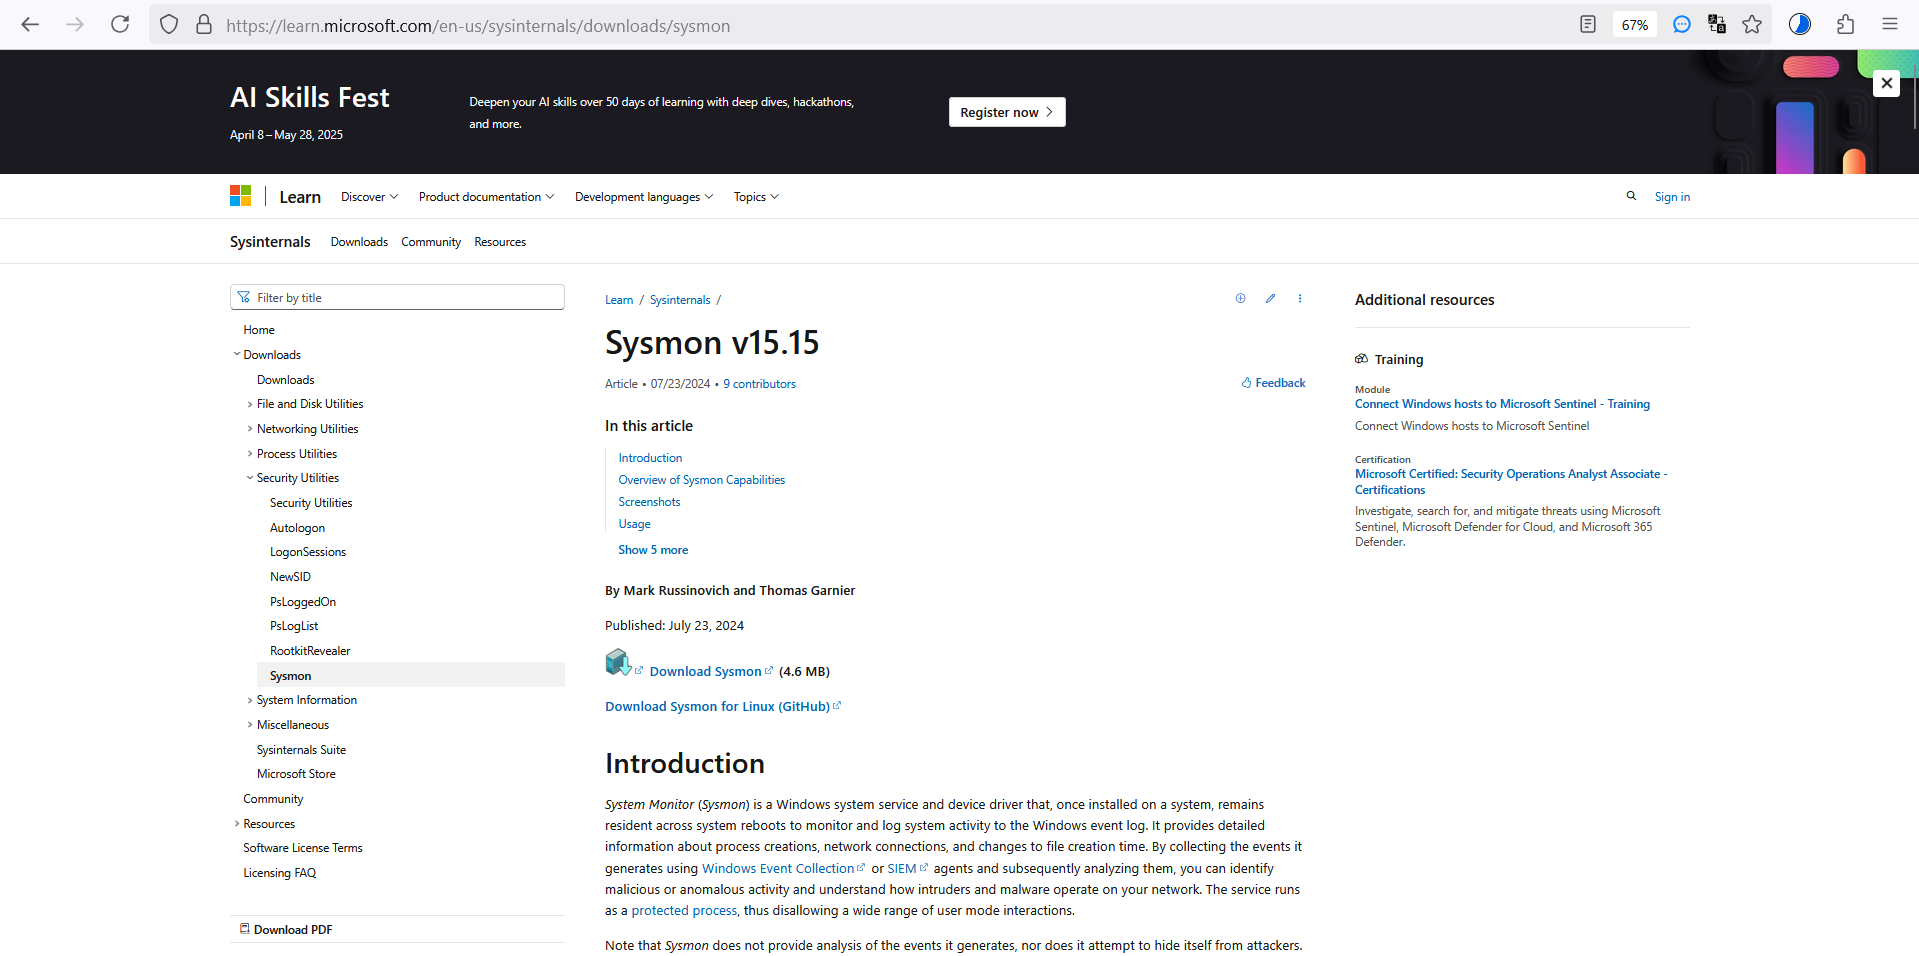 https://learn.microsoft.com/en-us/sysinternals/downloads/sysmon
67%
AI Skills Fest
April 8 – May 28, 2025
Deepen your AI skills over 50 days of learning with deep dives, hackathons,
and more.
Register now
Learn
Discover
Product documentation
Development languages
Topics
Sign in
Sysinternals
Downloads
Community
Resources
Filter by title
Home
Downloads
Downloads
File and Disk Utilities
Networking Utilities
Process Utilities
Security Utilities
Security Utilities
Autologon
LogonSessions
NewSID
PsLoggedOn
PsLogList
RootkitRevealer
Sysmon
System Information
Miscellaneous
Sysinternals Suite
Microsoft Store
Community
Resources
Software License Terms
Licensing FAQ
Download PDF
Learn / Sysinternals /
Sysmon v15.15
Article • 07/23/2024 • 9 contributors
Feedback
In this article
Introduction
Overview of Sysmon Capabilities
Screenshots
Usage
Show 5 more
By Mark Russinovich and Thomas Garnier
Published: July 23, 2024
Download Sysmon (4.6 MB)
Download Sysmon for Linux (GitHub)
Introduction
System Monitor (Sysmon) is a Windows system service and device driver that, once installed on a system, remains
resident across system reboots to monitor and log system activity to the Windows event log. It provides detailed
information about process creations, network connections, and changes to file creation time. By collecting the events it
generates using Windows Event Collection or SIEM agents and subsequently analyzing them, you can identify
malicious or anomalous activity and understand how intruders and malware operate on your network. The service runs
as a protected process, thus disallowing a wide range of user mode interactions.
Note that Sysmon does not provide analysis of the events it generates, nor does it attempt to hide itself from attackers.
Additional resources
Training
Module
Connect Windows hosts to Microsoft Sentinel - Training
Connect Windows hosts to Microsoft Sentinel
Certification
Microsoft Certified: Security Operations Analyst Associate -
Certifications
Investigate, search for, and mitigate threats using Microsoft
Sentinel, Microsoft Defender for Cloud, and Microsoft 365
Defender.